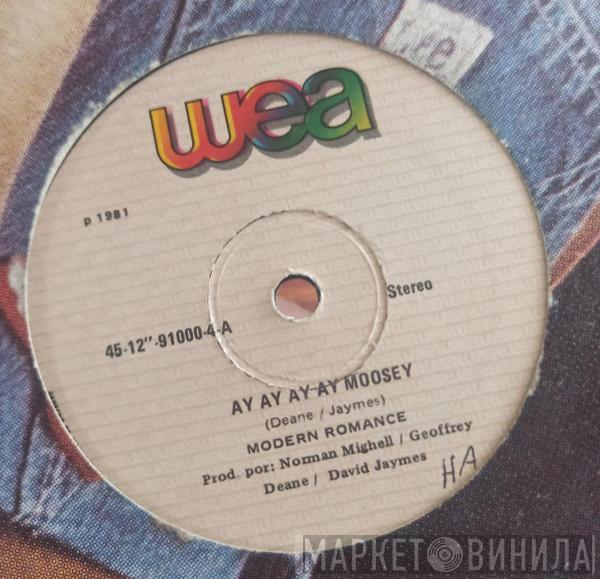 wea
p 1981
Stereo
45-12"-91000-4-A
AY AY AY AY MOOSEY
(Deane / Jaymes)
MODERN ROMANCE
Prod. por: Norman Mighell / Geoffrey
Deane / David Jaymes
HA
МАРКЕТ ВИНИЛА